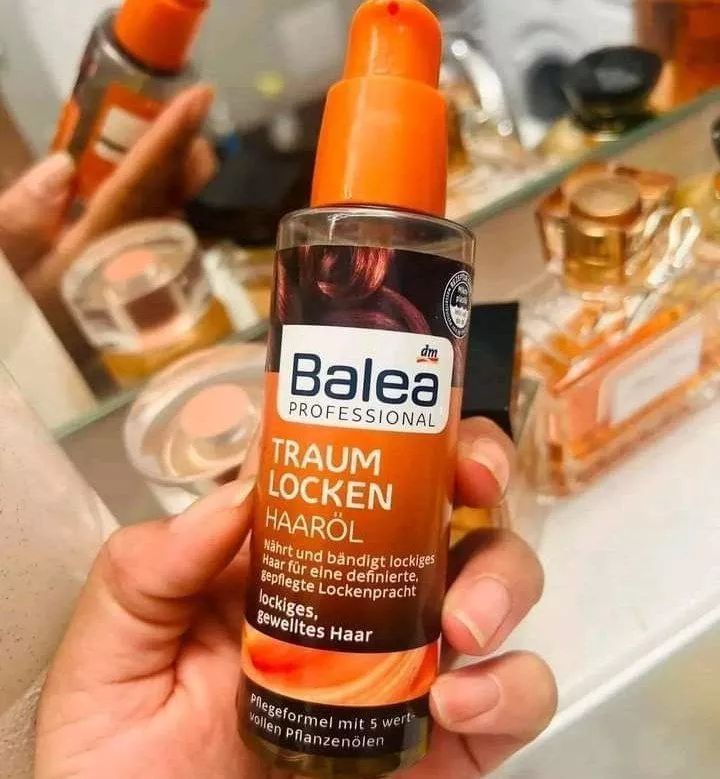 dm
Balea
PROFESSIONAL
TRAUM
LOCKEN
HAARÖL
Nährt und bändigt lockiges
Haar für eine definierte,
gepflegte Lockenpracht
lockiges,
gewelltes Haar
Pflegeformel mit 5 wert-
vollen Pflanzenölen